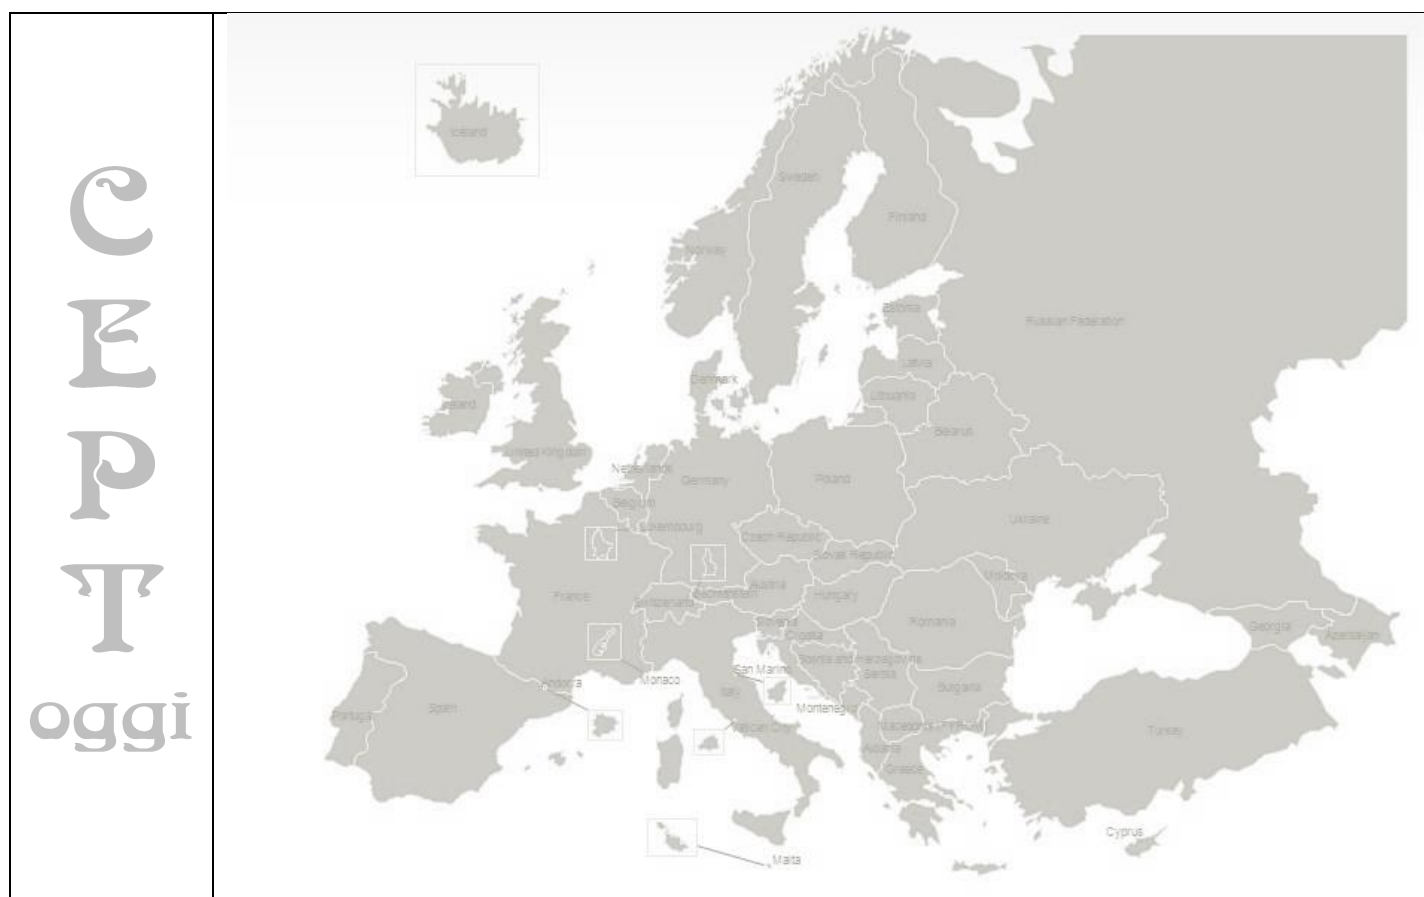 C
E
P
T
oggi
Iceland
Sweden
Finland
Norway
Estonia
Russian Federation
Latvia
Denmark
Lithuania
Ireland
Belarus
United Kingdom
Netherlands
Germany
Poland
Belgium
Ukraine
Luxembourg
Czech Republic
Slovak Republic
Moldova
Austria
France
Liechtenstein
Hungary
Switzerland
Slovenia
Romania
Georgia
Croatia
Azerbaijan
Bosnia and Herzegovina
San Marino
Serbia
Monaco
Andorra
Bulgaria
Italy
Spain
Montenegro
Portugal
Vatican City
Macedonia
Turkey
Albania
Greece
Cyprus
Malta